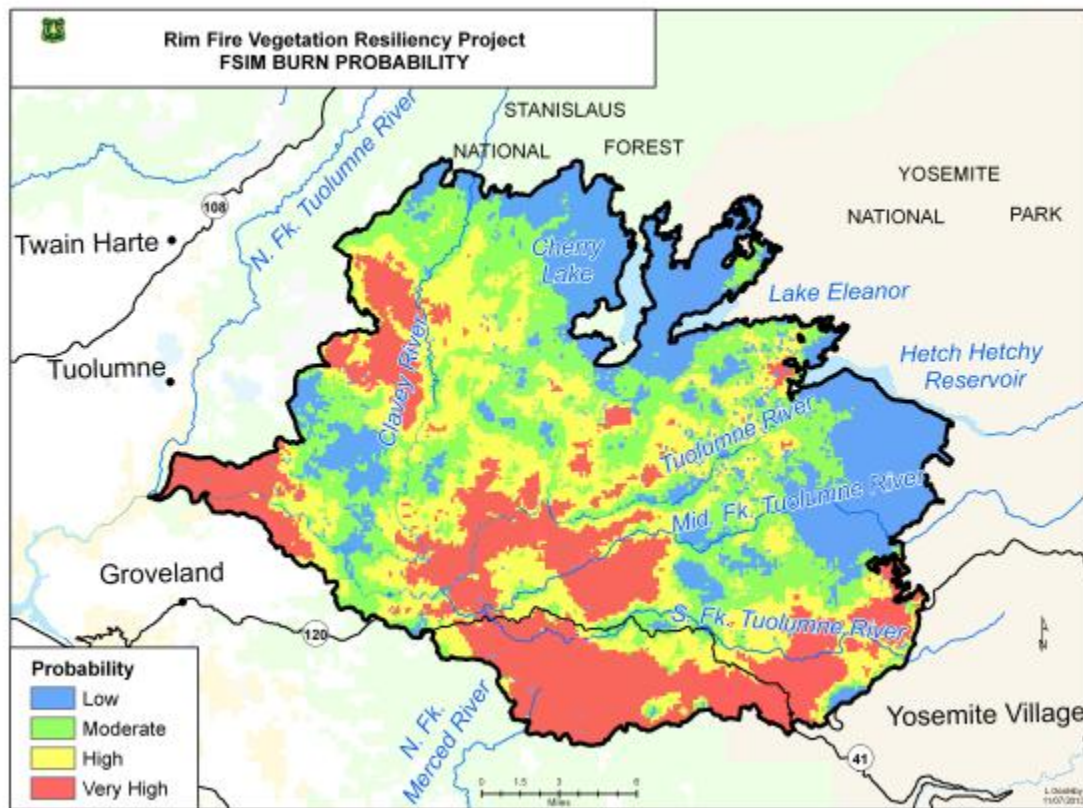 Rim Fire Vegetation Resiliency Project
FSIM BURN PROBABILITY
STANISLAUS
NATIONAL FOREST
YOSEMITE
NATIONAL PARK
108
N. Fk. Tuolumne River
Twain Harte
Cherry
Lake
Lake Eleanor
Tuolumne
Clavey River
Hetch Hetchy
Reservoir
Tuolumne River
Mid. Fk. Tuolumne River
Groveland
120
S. Fk. Tuolumne River
N. Fk.
Merced River
Yosemite Village
41
Probability
Low
Moderate
High
Very High
0 1.5 3 6
Miles